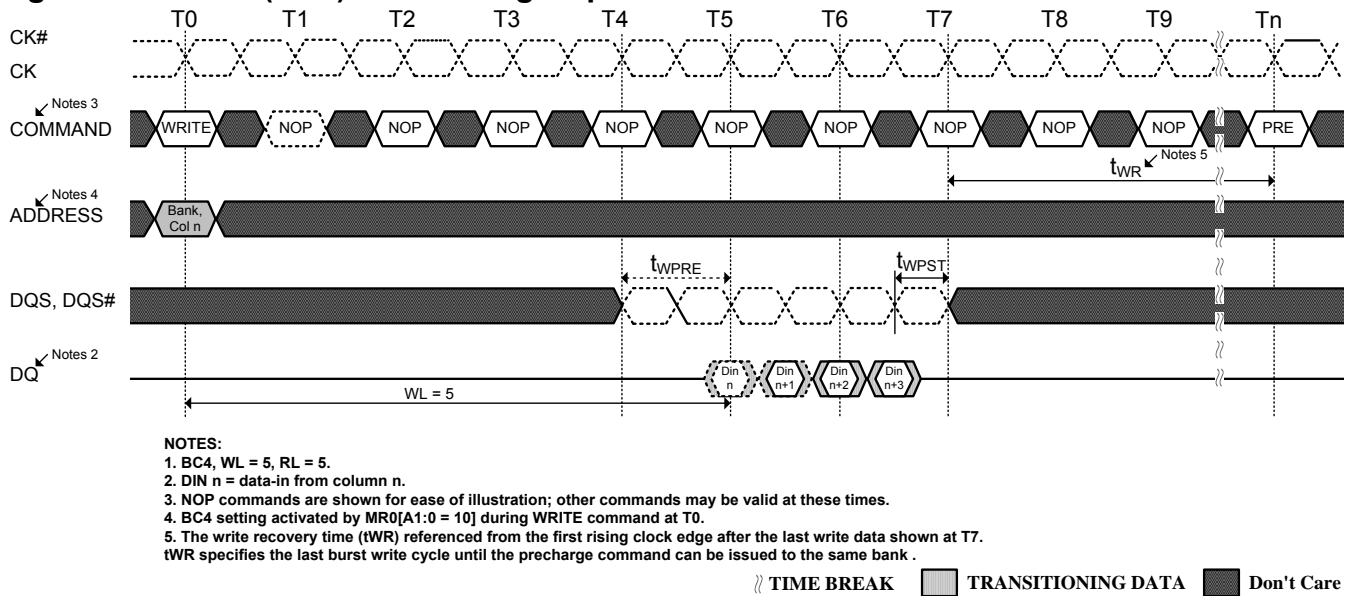 T0 T1 T2 T3 T4 T5 T6 T7 T8 T9 Tn
CK#
CK
Notes 3
COMMAND WRITE NOP NOP NOP NOP NOP NOP NOP NOP NOP PRE
Notes 5
tWR
Notes 4
ADDRESS Bank, Col n
tWPRE tWPST
DQS, DQS#
Notes 2
DQ
Din n Din n+1 Din n+2 Din n+3
WL = 5
NOTES:
1. BC4, WL = 5, RL = 5.
2. DIN n = data-in from column n.
3. NOP commands are shown for ease of illustration; other commands may be valid at these times.
4. BC4 setting activated by MR0[A1:0 = 10] during WRITE command at T0.
5. The write recovery time (tWR) referenced from the first rising clock edge after the last write data shown at T7.
tWR specifies the last burst write cycle until the precharge command can be issued to the same bank .
TIME BREAK TRANSITIONING DATA Don't Care